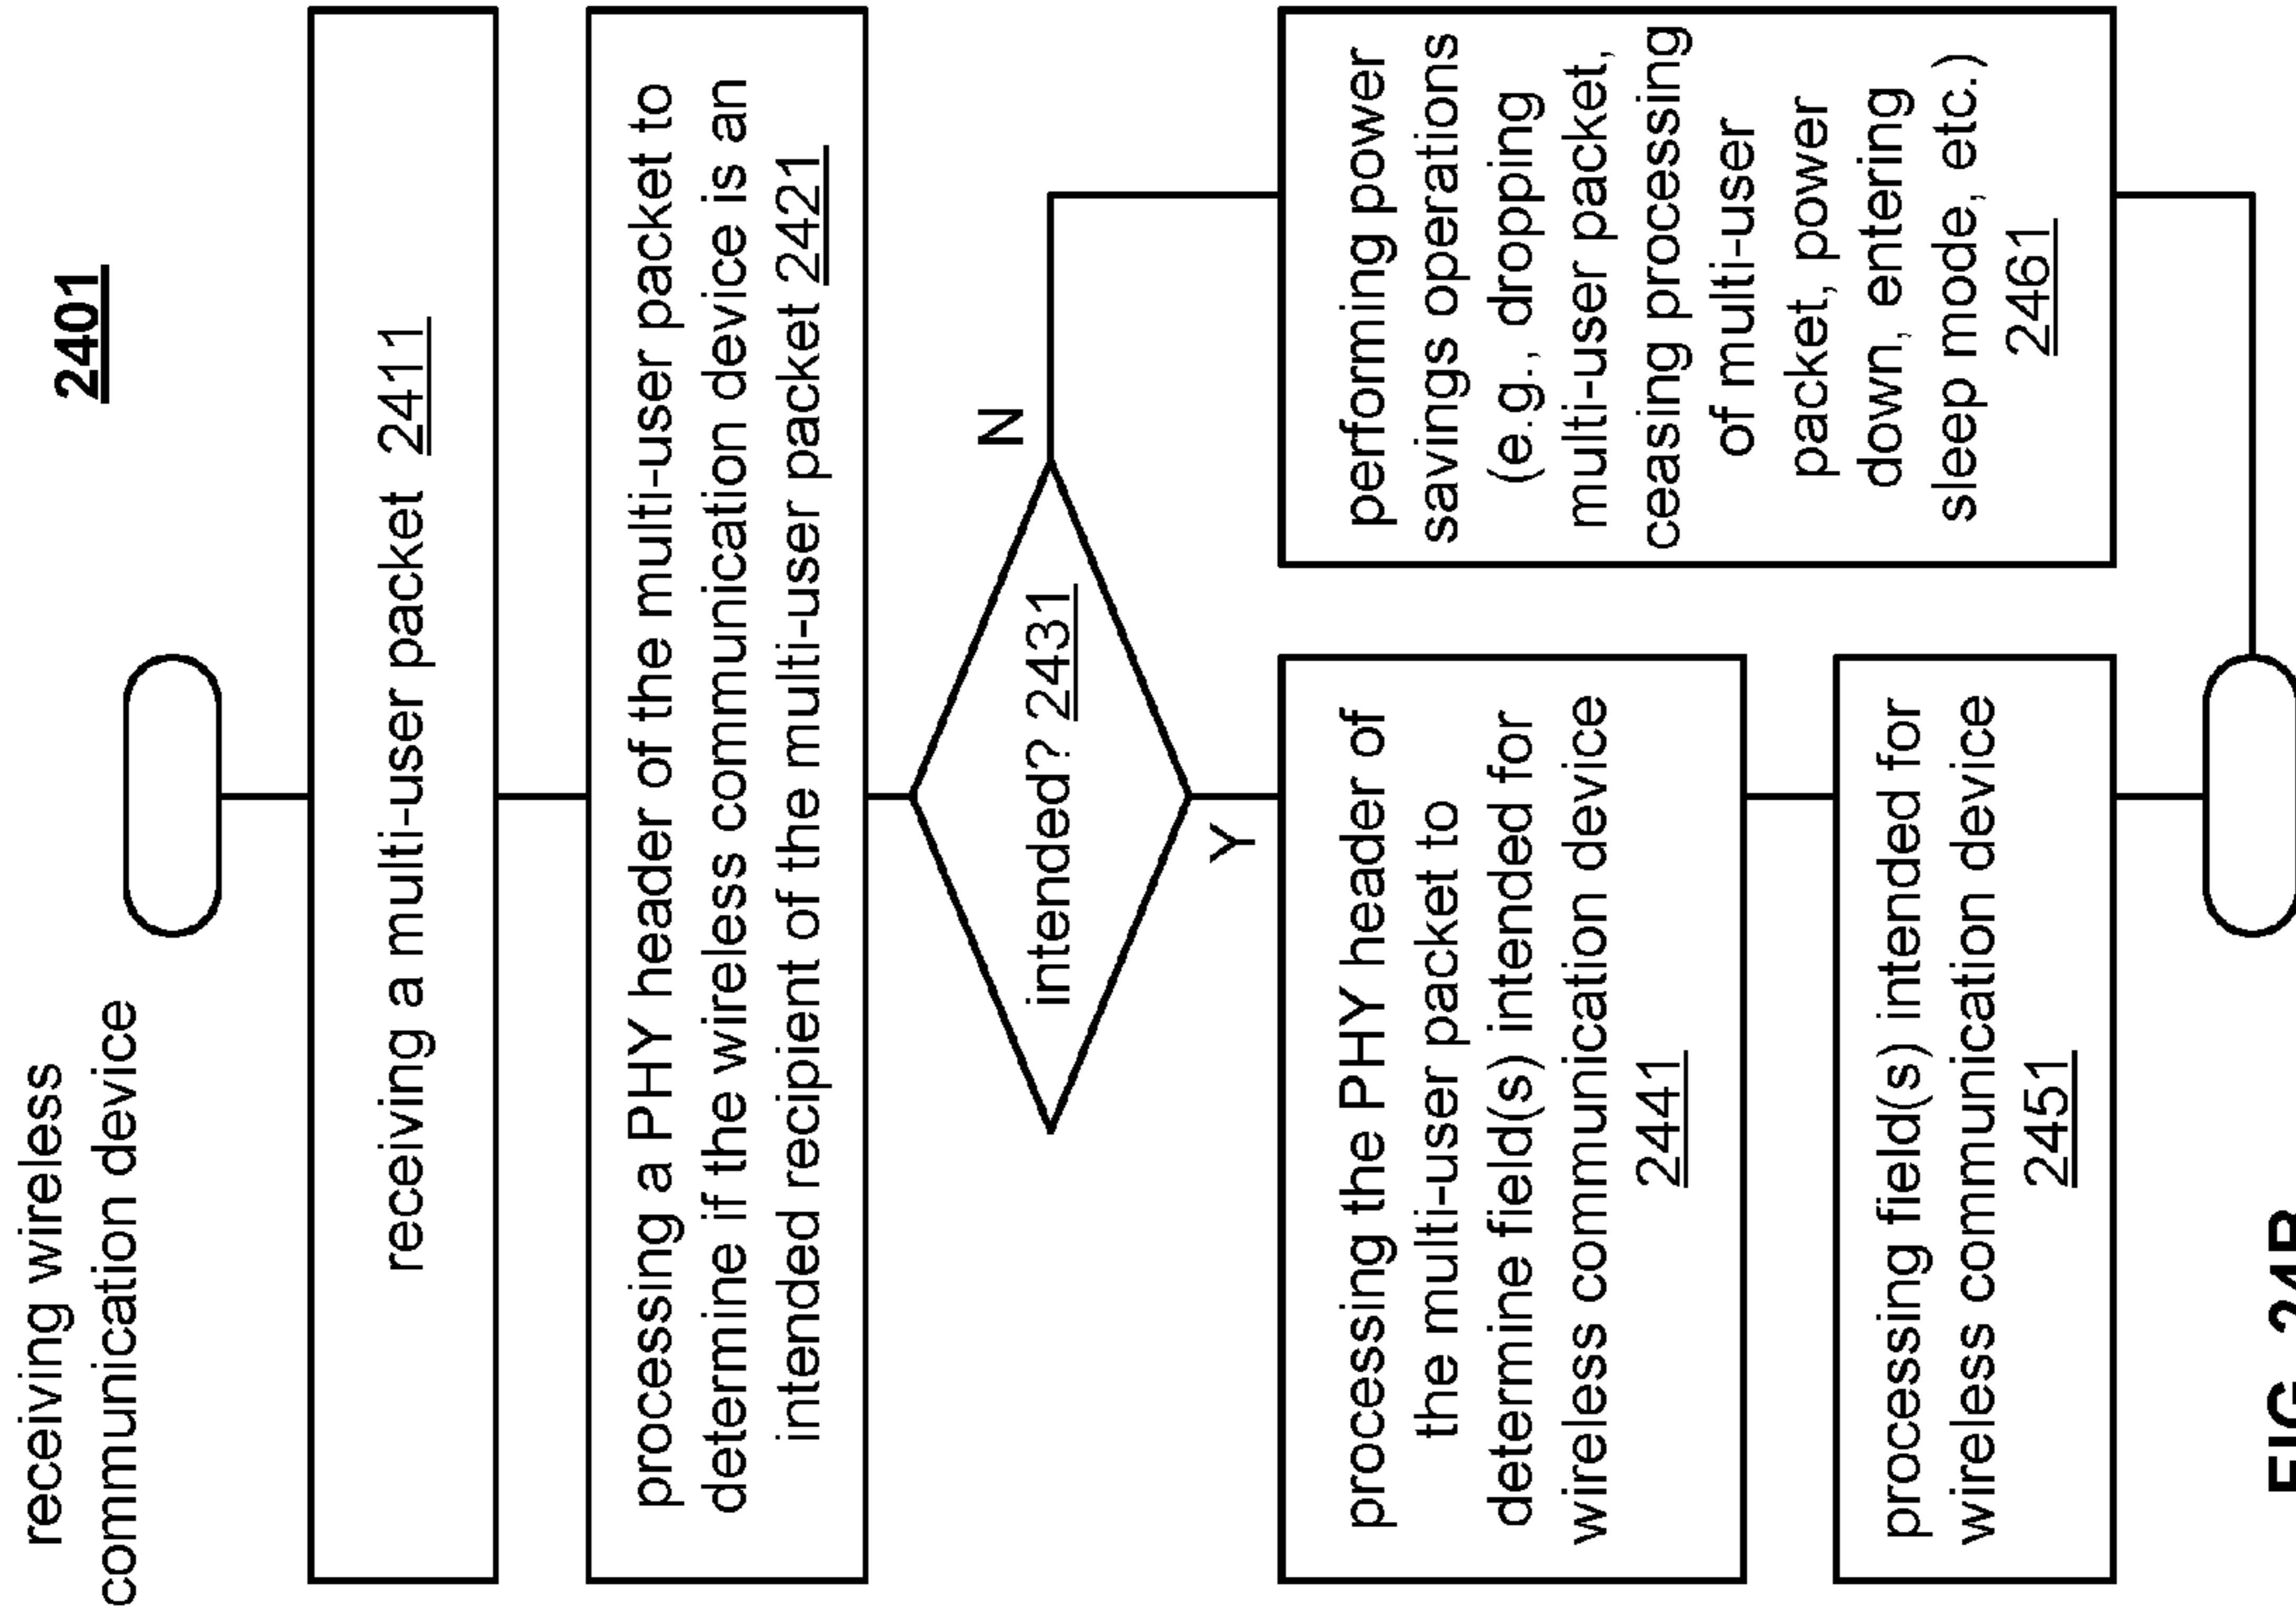 receiving wireless
communication device
2401
receiving a multi-user packet 2411
processing a PHY header of the multi-user packet to
determine if the wireless communication device is an
intended recipient of the multi-user packet 2421
intended? 2431
N
Y
processing the PHY header of
the multi-user packet to
determine field(s) intended for
wireless communication device
2441
processing field(s) intended for
wireless communication device
2451
performing power
savings operations
(e.g., dropping
multi-user packet,
ceasing processing
of multi-user
packet, power
down, entering
sleep mode, etc.)
2461
FIG. 24B